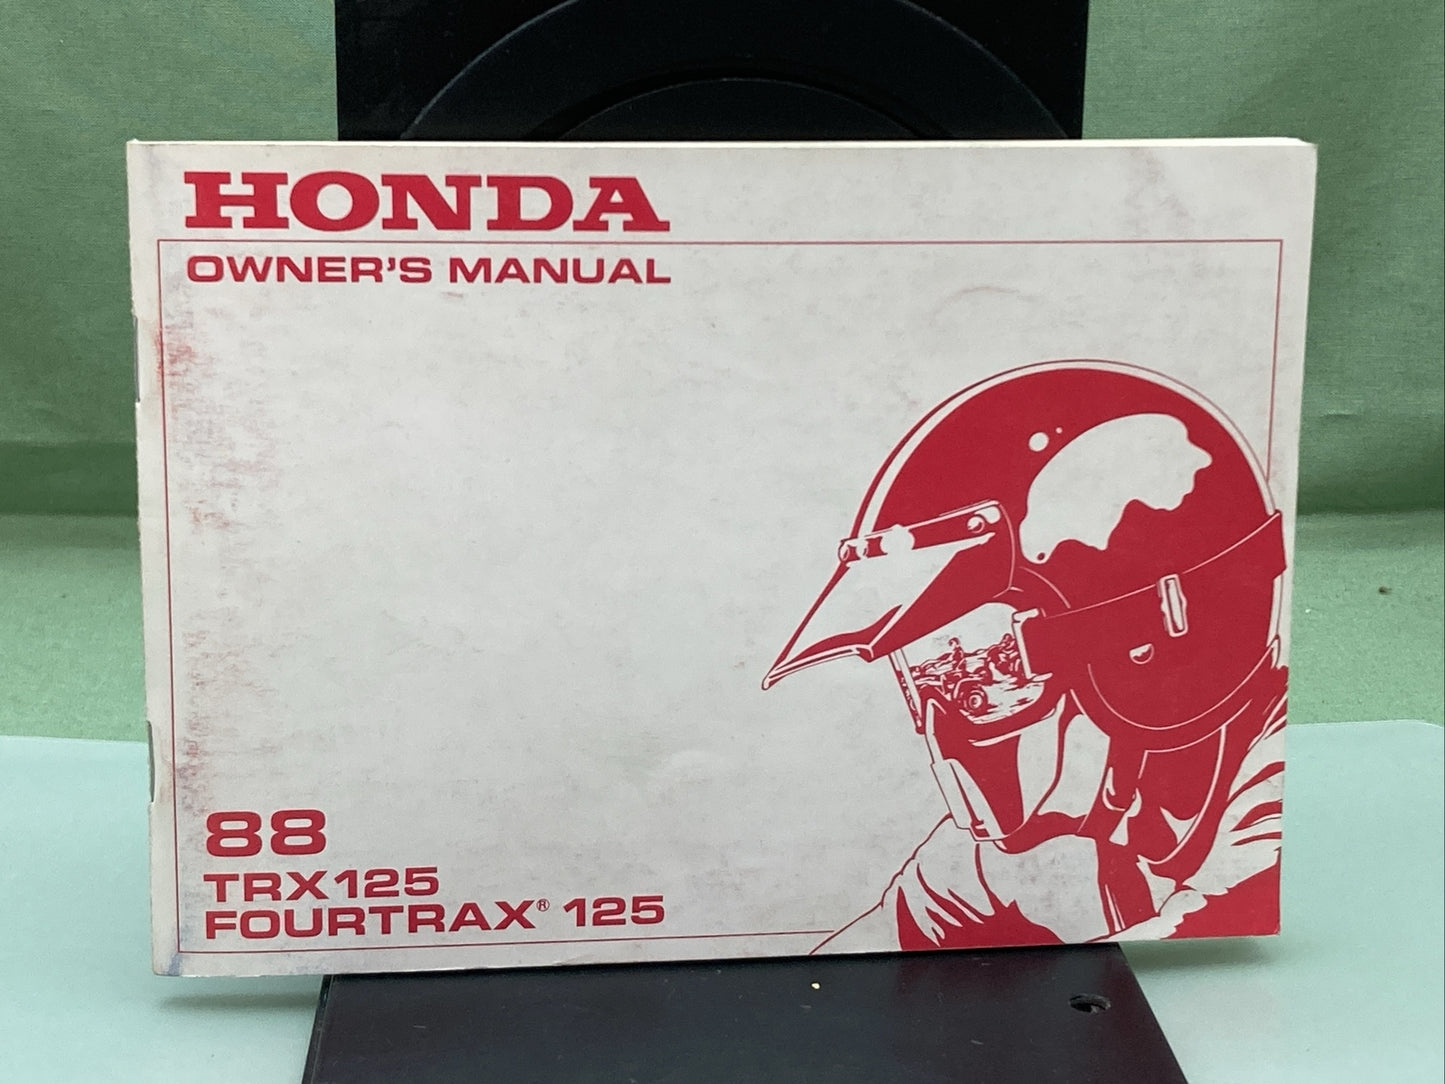 HONDA
OWNER'S MANUAL
88
TRX125
FOURTRAX® 125